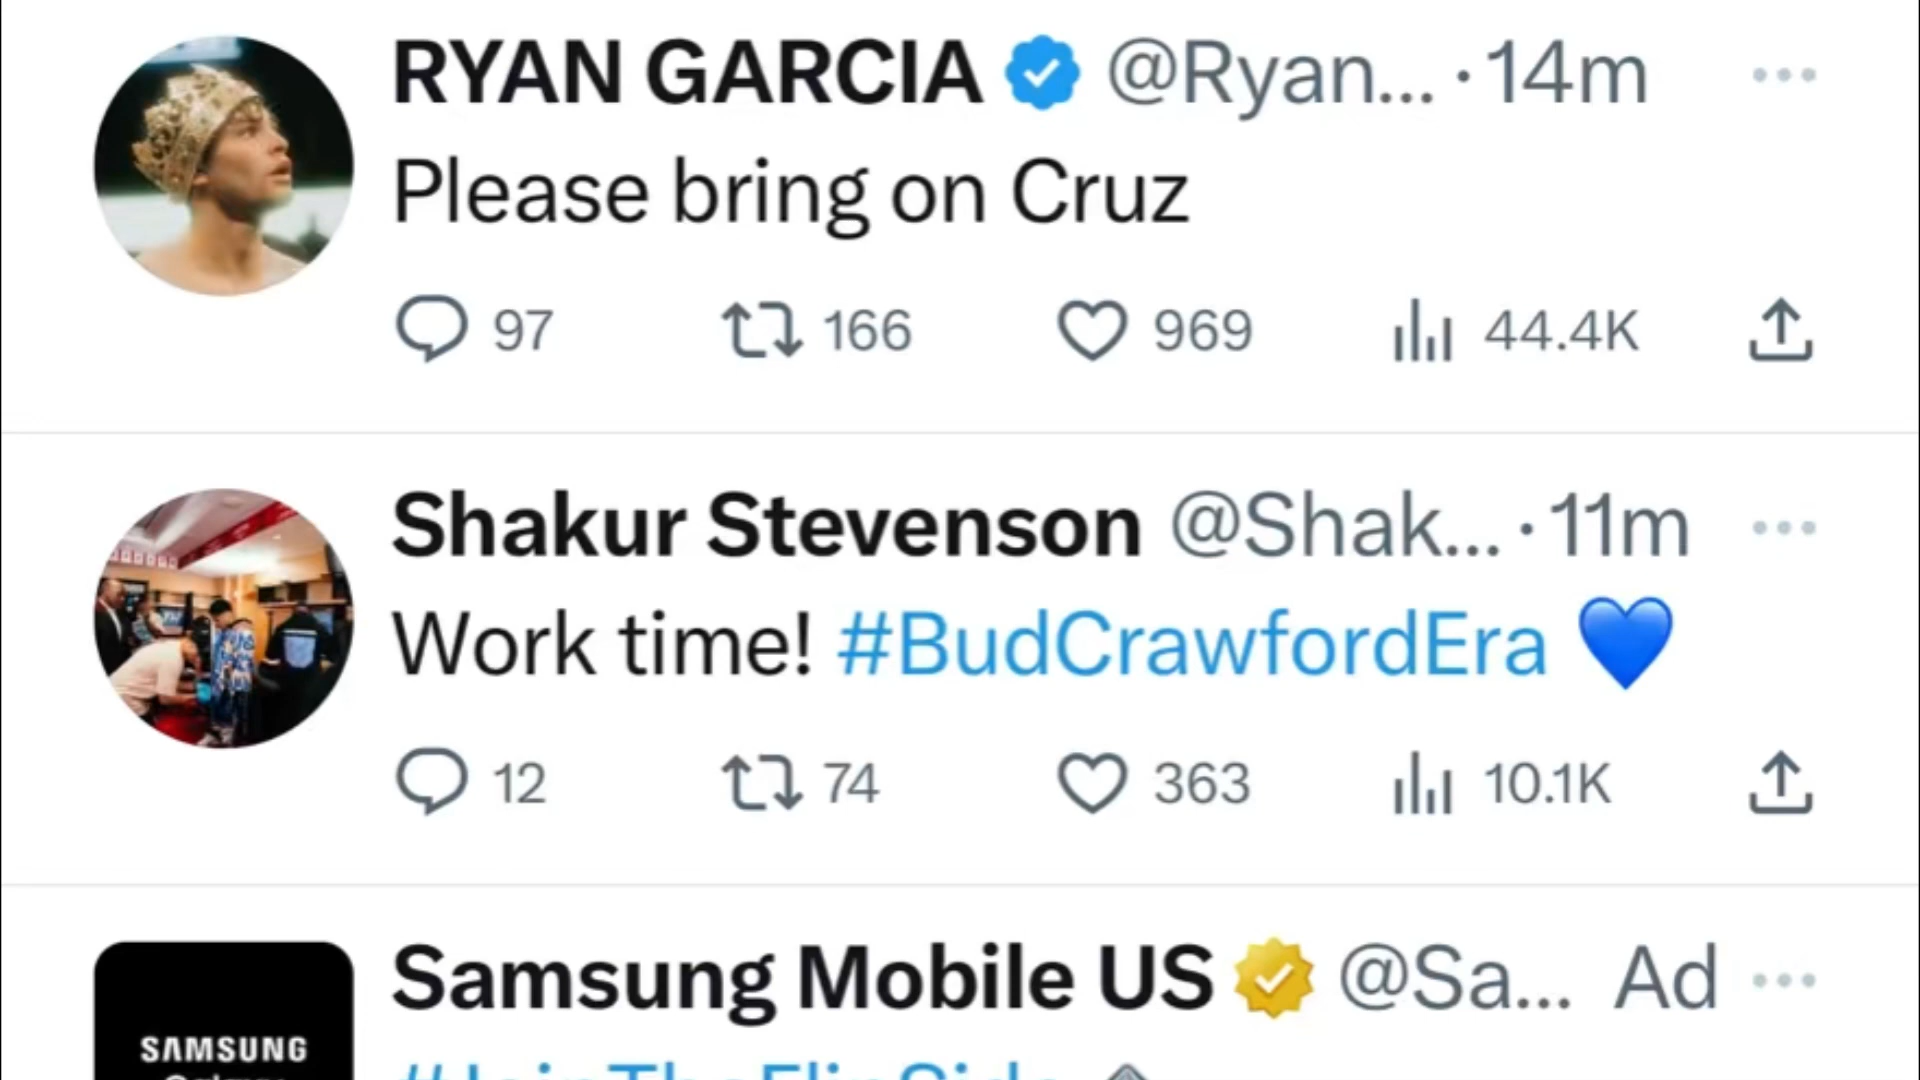 RYAN GARCIA @Ryan... · 14m
Please bring on Cruz
97 166 969 44.4K
Shakur Stevenson @Shak... · 11m
Work time! #BudCrawfordEra 💙
12 74 363 10.1K
Samsung Mobile US @Sa... Ad
SAMSUNG
#JoinTheFlipSide